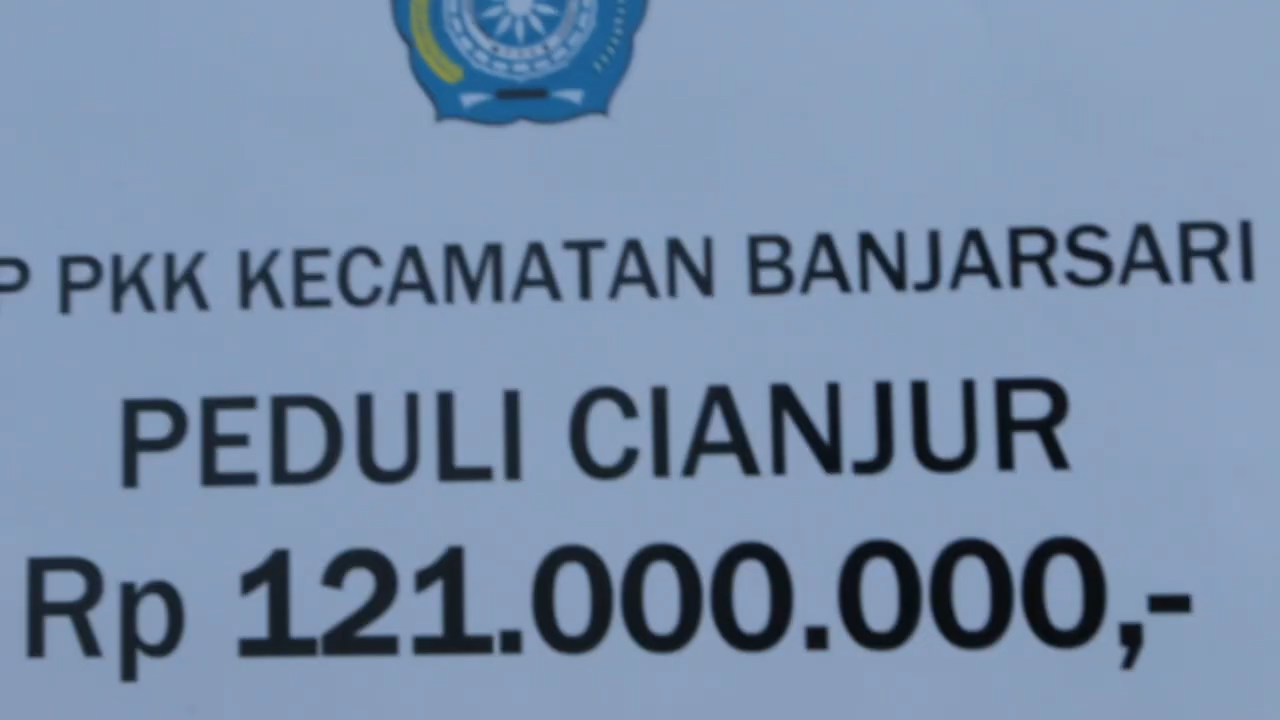 P PKK KECAMATAN BANJARSARI
PEDULI CIANJUR
Rp 121.000.000,-